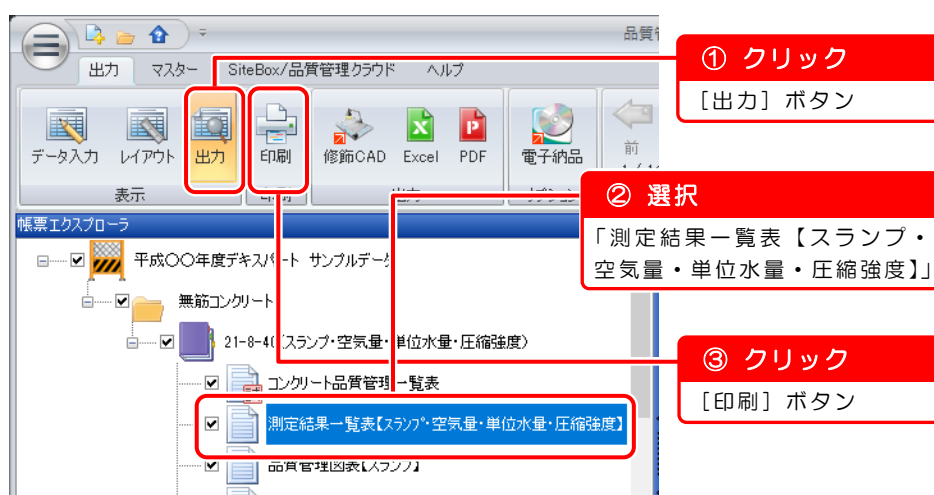 品質
① クリック
[出力] ボタン
出力 マスター SiteBox/品質管理クラウド ヘルプ
データ入力 レイアウト 出力 印刷 修飾CAD Excel PDF 電子納品 前
表示
② 選択
「測定結果一覧表【スランプ・
空気量・単位水量・圧縮強度】」
帳票エクスプローラ
平成〇〇年度デキスパート サンプルデータ
無筋コンクリート
21-8-40(スランプ・空気量・単位水量・圧縮強度)
コンクリート品質管理一覧表
測定結果一覧表【スランプ・空気量・単位水量・圧縮強度】
品質管理図表【スランプ】
③ クリック
[印刷] ボタン